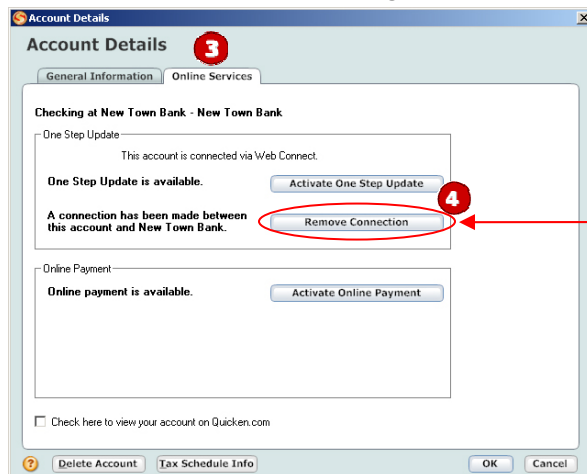 Account Details
Account Details
3
General Information Online Services
Checking at New Town Bank - New Town Bank
One Step Update
This account is connected via Web Connect.
One Step Update is available. Activate One Step Update
4
A connection has been made between
this account and New Town Bank. Remove Connection
Online Payment
Online payment is available. Activate Online Payment
Check here to view your account on Quicken.com
? Delete Account Tax Schedule Info OK Cancel